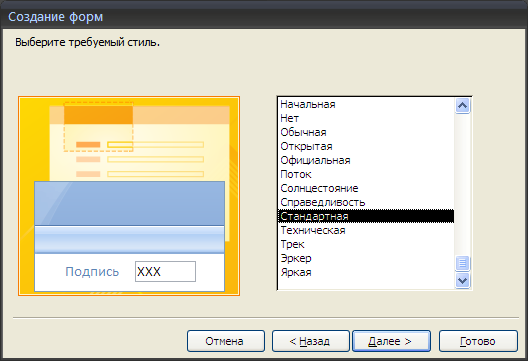 Создание форм
Выберите требуемый стиль.
Подпись XXX
Начальная
Нет
Обычная
Открытая
Официальная
Поток
Солнцестояние
Справедливость
Стандартная
Техническая
Трек
Эркер
Яркая
Отмена < Назад Далее > Готово